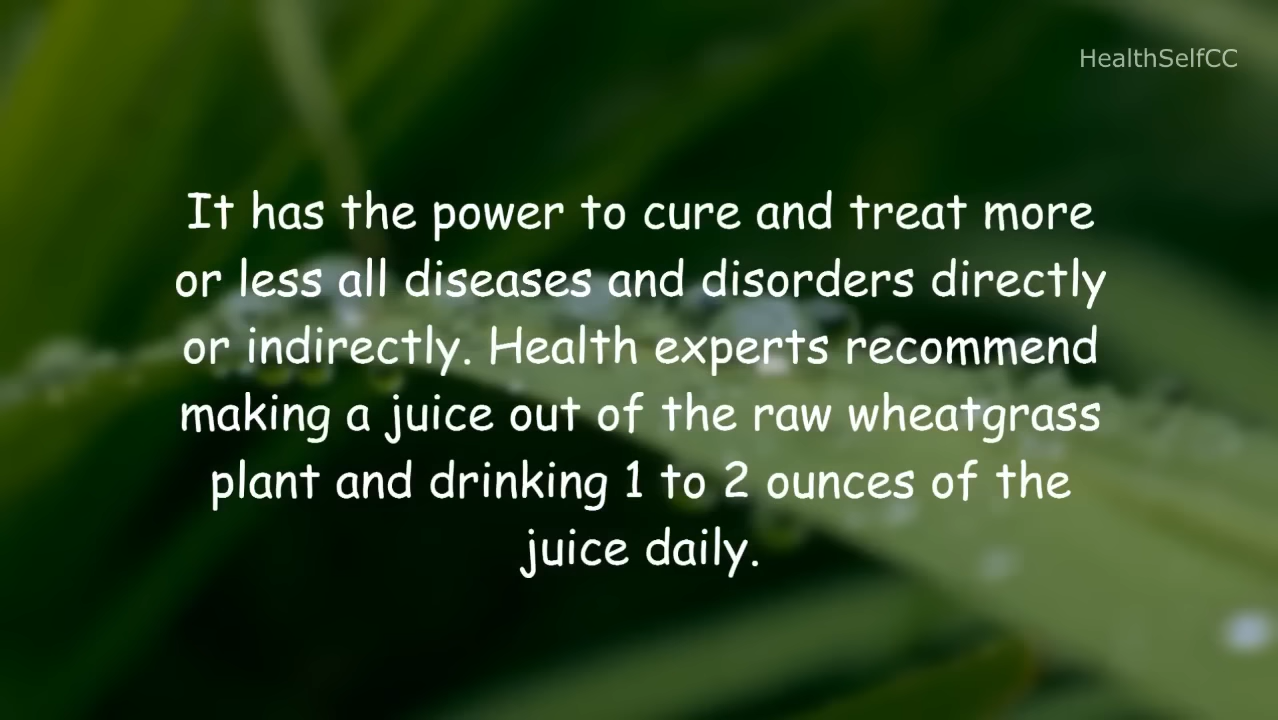 HealthSelfCC
It has the power to cure and treat more
or less all diseases and disorders directly
or indirectly. Health experts recommend
making a juice out of the raw wheatgrass
plant and drinking 1 to 2 ounces of the
juice daily.